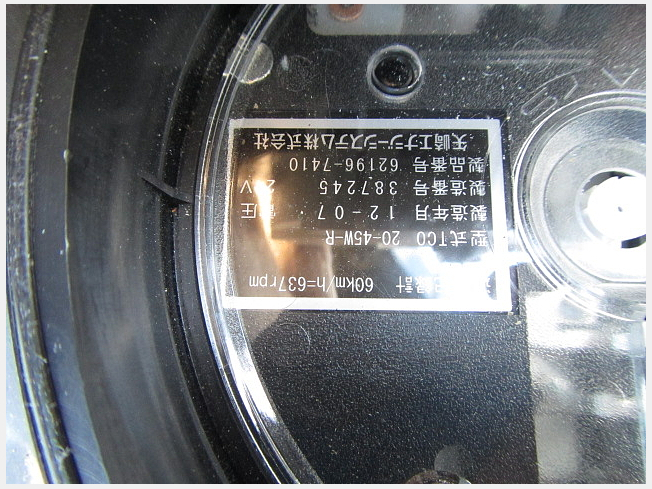 録計 60km/h=637rpm
型式TCO 20-45W-R
製造年月 12-07 電圧
製造番号 387245
製品番号 62196-7410
矢崎エナジーシステム株式会社